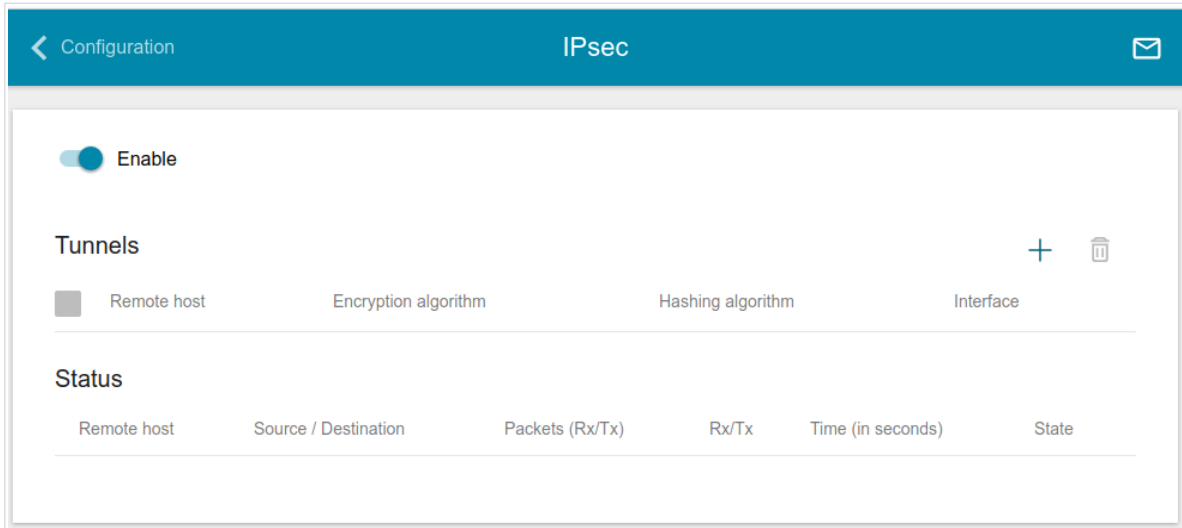 Configuration IPsec
Enable
Tunnels
Remote host Encryption algorithm Hashing algorithm Interface
Status
Remote host Source / Destination Packets (Rx/Tx) Rx/Tx Time (in seconds) State